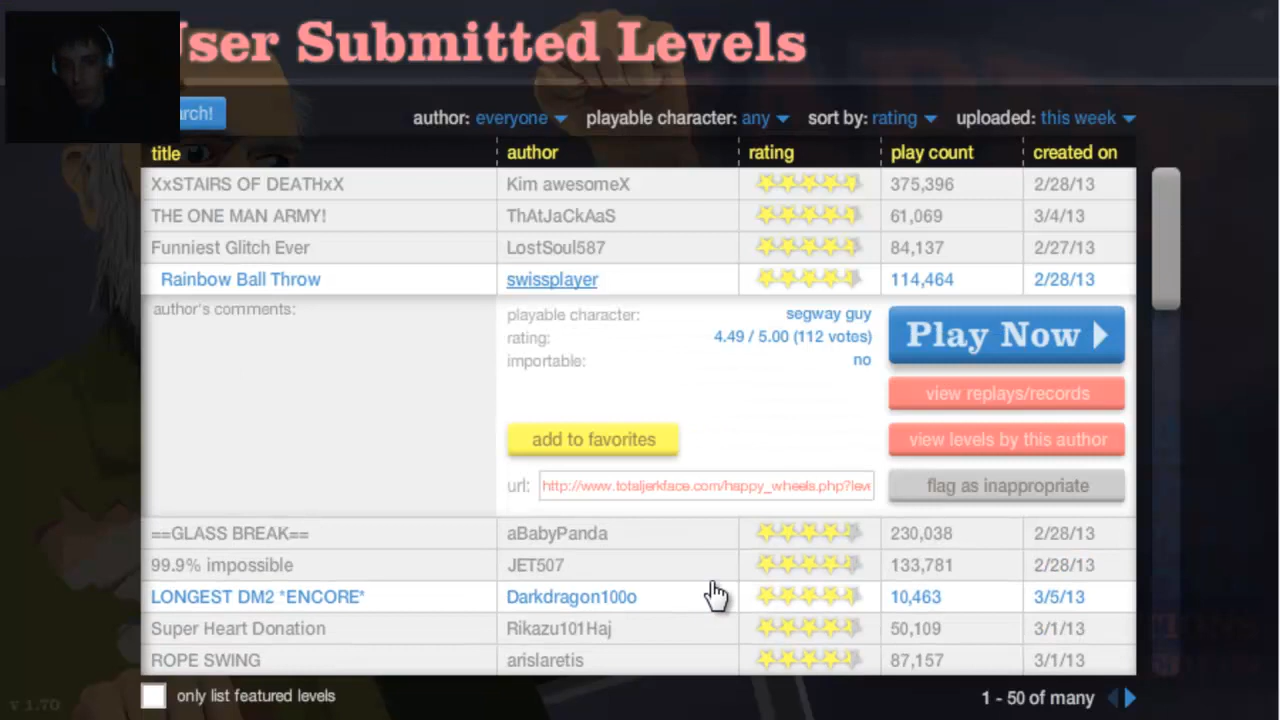 User Submitted Levels
arch!
author: everyone playable character: any sort by: rating uploaded: this week
title author rating play count created on
XxSTAIRS OF DEATHxX Kim awesomeX 375,396 2/28/13
THE ONE MAN ARMY! ThAtJaCkAaS 61,069 3/4/13
Funniest Glitch Ever LostSoul587 84,137 2/27/13
Rainbow Ball Throw swissplayer 114,464 2/28/13
author's comments:
playable character: segway guy
rating: 4.49 / 5.00 (112 votes)
importable: no
Play Now
view replays/records
add to favorites
view levels by this author
url: http://www.totaljerkface.com/happy_wheels.php?leve
flag as inappropriate
==GLASS BREAK== aBabyPanda 230,038 2/28/13
99.9% impossible JET507 133,781 2/28/13
LONGEST DM2 *ENCORE* Darkdragon100o 10,463 3/5/13
Super Heart Donation Rikazu101Haj 50,109 3/1/13
ROPE SWING arislaretis 87,157 3/1/13
only list featured levels
1 - 50 of many
v 1.70